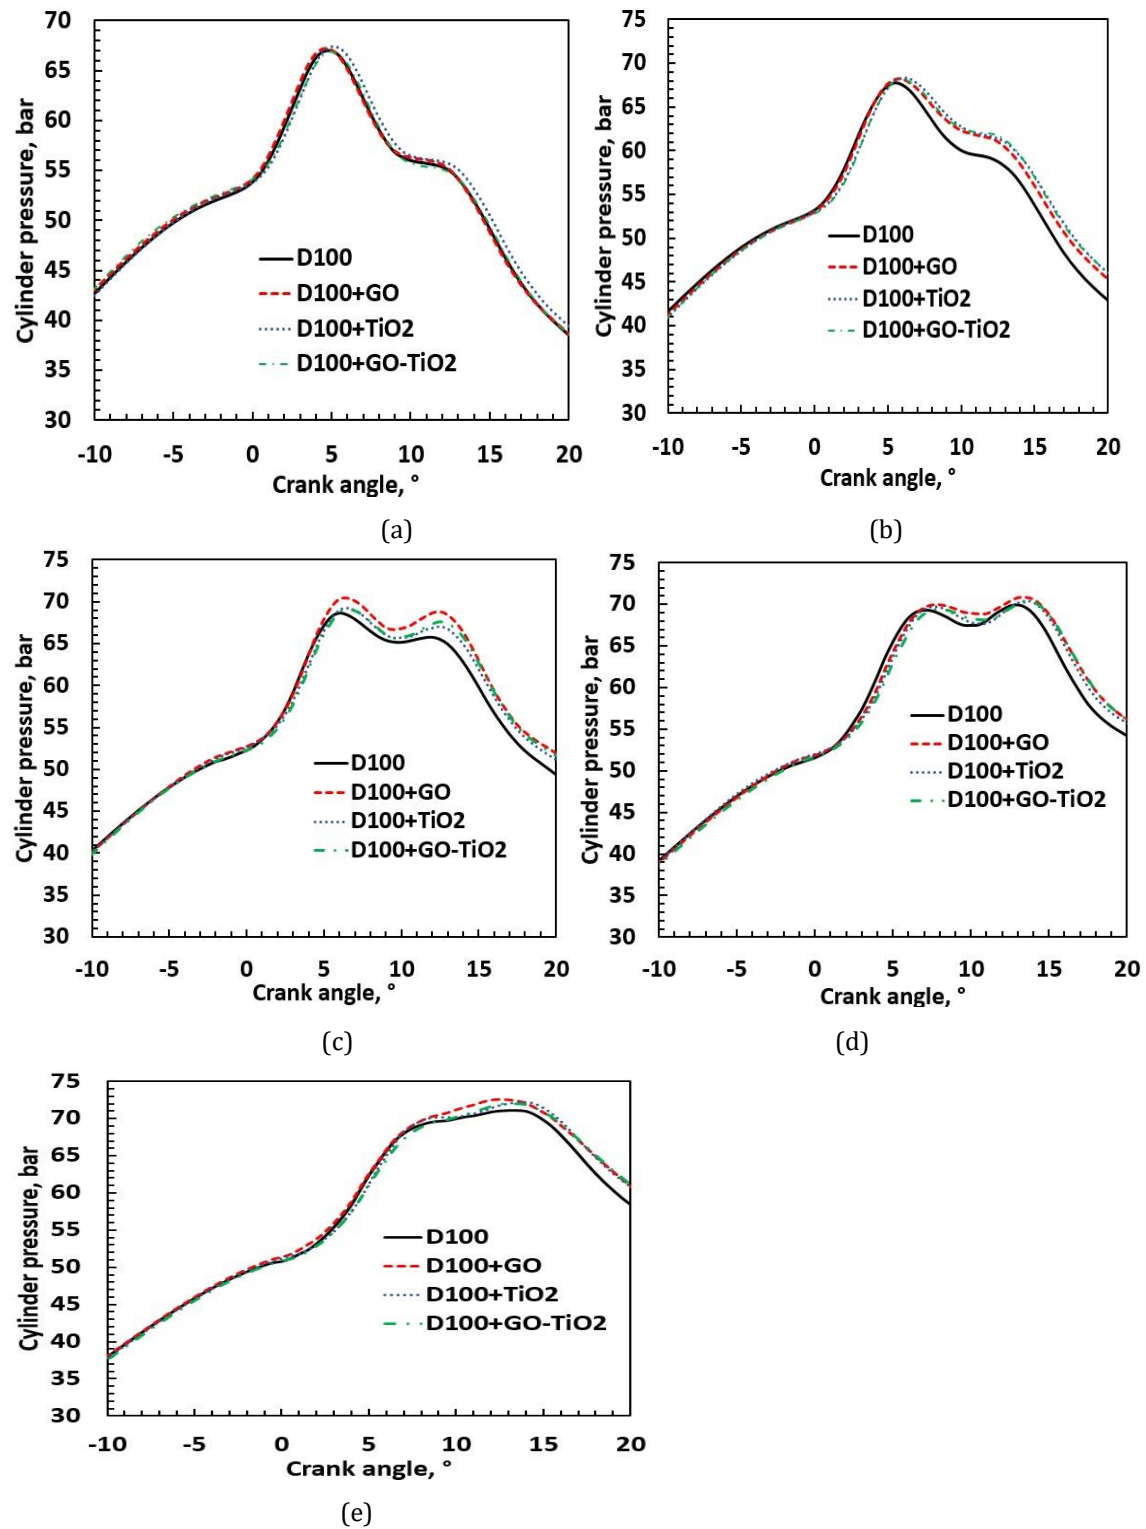 70
65
60
55
50
45
40
35
30
Cylinder pressure, bar
D100
D100+GO
D100+TiO2
D100+GO-TiO2
-10 -5 0 5 10 15 20
Crank angle, °
(a)
75
70
65
60
55
50
45
40
35
30
Cylinder pressure, bar
D100
D100+GO
D100+TiO2
D100+GO-TiO2
-10 -5 0 5 10 15 20
Crank angle, °
(b)
75
70
65
60
55
50
45
40
35
30
Cylinder pressure, bar
D100
D100+GO
D100+TiO2
D100+GO-TiO2
-10 -5 0 5 10 15 20
Crank angle, °
(c)
75
70
65
60
55
50
45
40
35
30
Cylinder pressure, bar
D100
D100+GO
D100+TiO2
D100+GO-TiO2
-10 -5 0 5 10 15 20
Crank angle, °
(d)
75
70
65
60
55
50
45
40
35
30
Cylinder pressure, bar
D100
D100+GO
D100+TiO2
D100+GO-TiO2
-10 -5 0 5 10 15 20
Crank angle, °
(e)